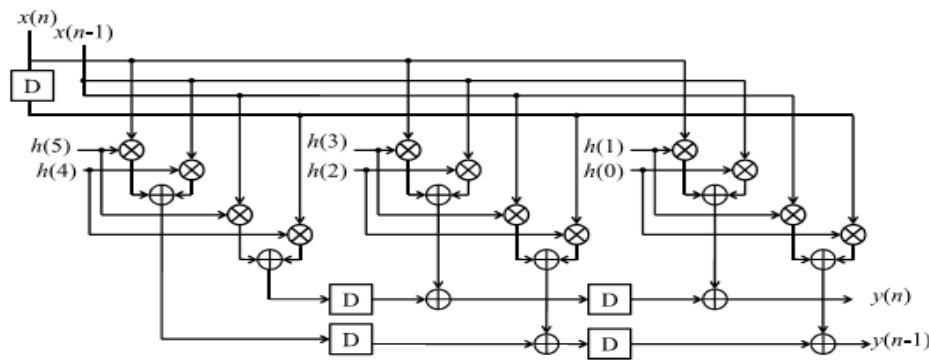 x(n)
x(n-1)
D
h(5)
h(4)
h(3)
h(2)
h(1)
h(0)
D
D
y(n)
D
D
y(n-1)